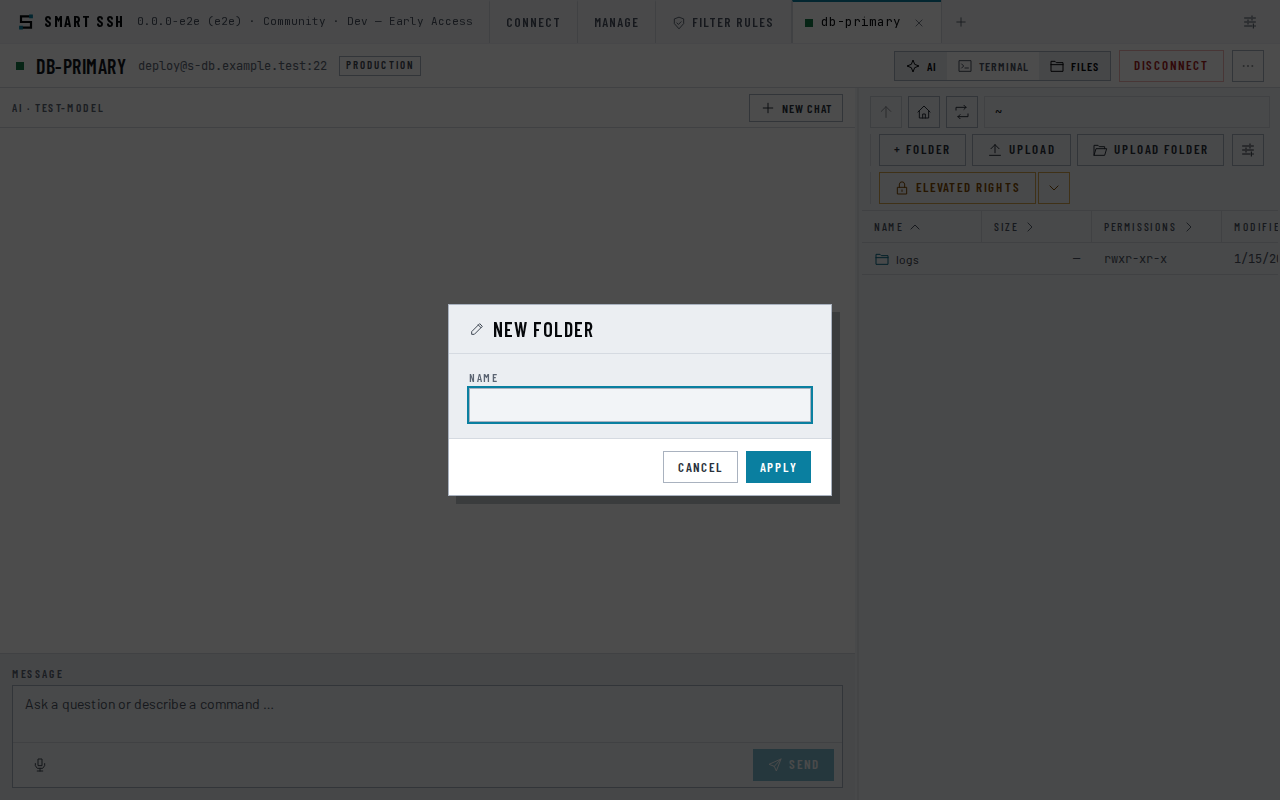 SMART SSH 0.0.0-e2e (e2e) · Community · Dev — Early Access CONNECT MANAGE FILTER RULES db-primary
DB-PRIMARY deploy@s-db.example.test:22 PRODUCTION AI TERMINAL FILES DISCONNECT ...
AI · TEST-MODEL NEW CHAT
~
+ FOLDER UPLOAD UPLOAD FOLDER
ELEVATED RIGHTS
NAME SIZE PERMISSIONS
logs — rwxr-xr-x
NEW FOLDER
NAME
CANCEL APPLY
MESSAGE
Ask a question or describe a command ...
SEND